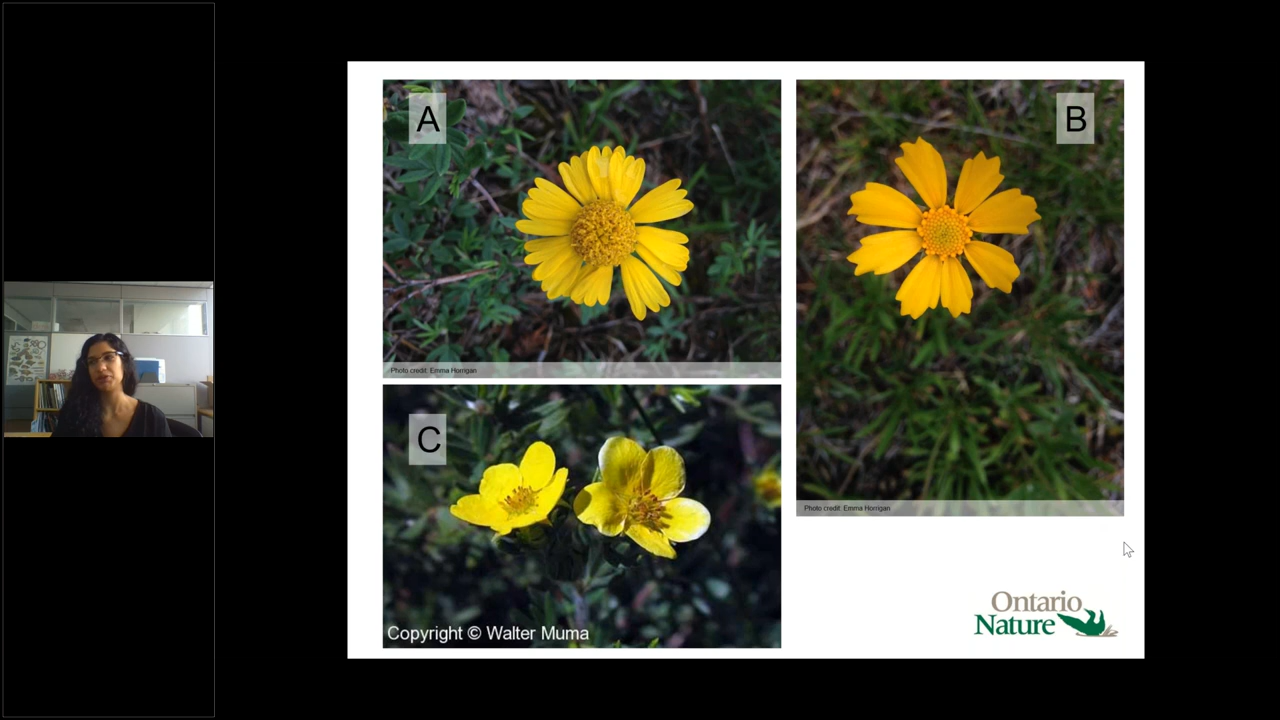 A
B
Photo credit: Emma Horrigan
C
Photo credit: Emma Horrigan
Copyright © Walter Muma
Ontario
Nature